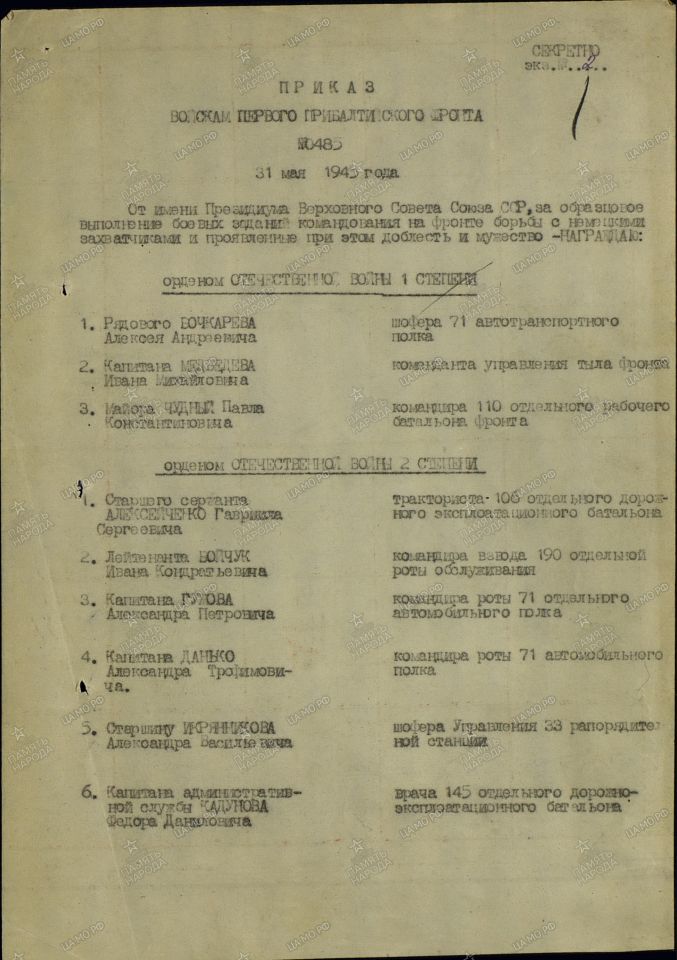 СЕКРЕТНО
экз.№..2..
ПРИКАЗ
ВОЙСКАМ ПЕРВОГО ПРИБАЛТИЙСКОГО ФРОНТА
№0485
31 мая 1945 года
От имени Президиума Верховного Совета Союза ССР, за образцовое
выполнение боевых заданий командования на фронте борьбы с немецкими
захватчиками и проявленные при этом доблесть и мужество -НАГРАЖДАЮ:
орденом ОТЕЧЕСТВЕННОЙ ВОЙНЫ 1 СТЕПЕНИ
1. Рядового БОЧКАРЕВА шофера 71 автотранспортного
Алексея Андреевича полка
2. Капитана МЕДВЕДЕВА коменданта управления тыла фронта
Ивана Михайловича
3. Майора ЧУДНЫЙ Павла командира 110 отдельного рабочего
Константиновича батальона фронта
орденом ОТЕЧЕСТВЕННОЙ ВОЙНЫ 2 СТЕПЕНИ
1. Старшего сержанта тракториста 106 отдельного дорож-
АЛЕКСЕЙЧЕНКО Гавриила ного эксплоатационного батальона
Сергеевича
2. Лейтенанта БОЙЧУК командира взвода 190 отдельной
Ивана Кондратьевича роты обслуживания
3. Капитана командира роты 71 отдельного
Александра Петровича автомобильного полка
4. Капитана ДАНЬКО командира роты 71 автомобильного
Александра Трофимови- полка
ча.
5. Старшину ИКРЯННИКОВА шофера Управления 33 рапорядител
Александра Васильевича ной станции
6. Капитана административ- врача 145 отдельного дорожно-
ной службы КАДУНОВА эксплоатационного батальона
Федора Даниловича